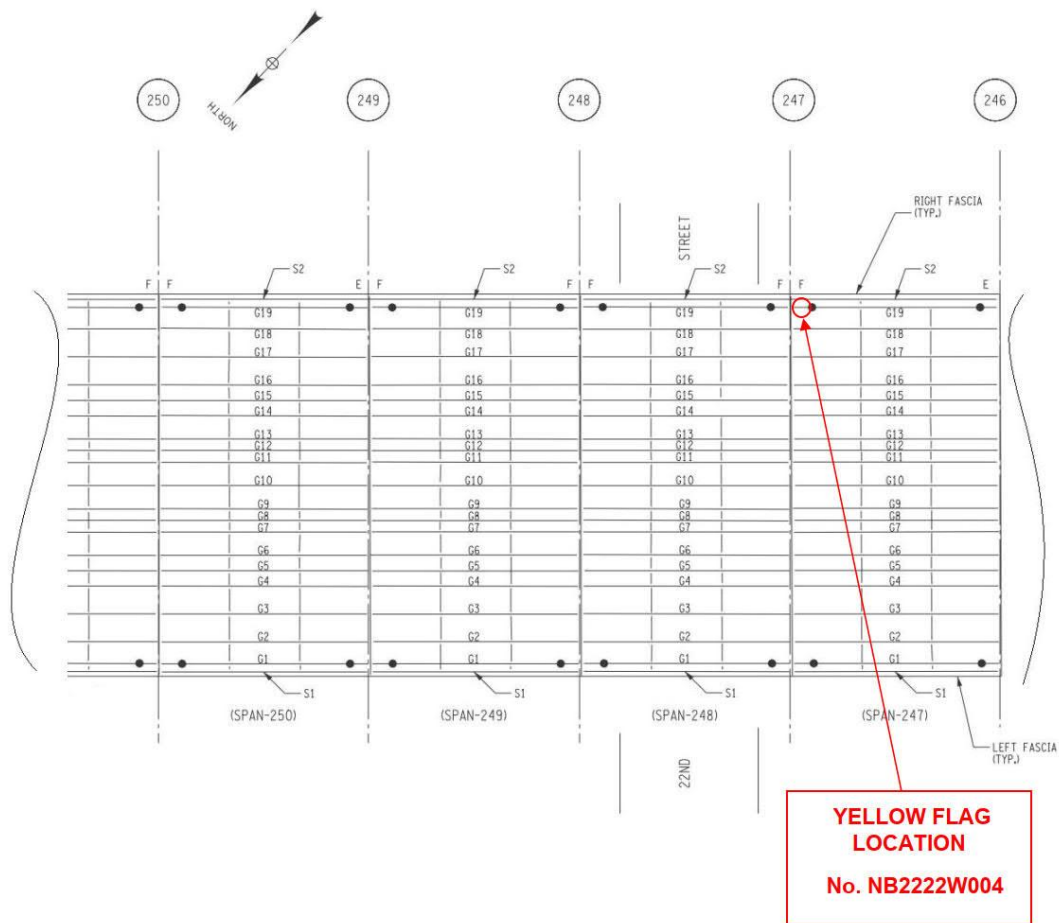 NORTH
250 249 248 247 246
STREET
RIGHT FASCIA
(TYP.)
S2 S2 S2 S2
F F E F F F F F E
G19 G19 G19 G19
G18 G18 G18 G18
G17 G17 G17 G17
G16 G16 G16 G16
G15 G15 G15 G15
G14 G14 G14 G14
G13 G13 G13 G13
G12 G12 G12 G12
G11 G11 G11 G11
G10 G10 G10 G10
G9 G9 G9 G9
G8 G8 G8 G8
G7 G7 G7 G7
G6 G6 G6 G6
G5 G5 G5 G5
G4 G4 G4 G4
G3 G3 G3 G3
G2 G2 G2 G2
G1 G1 G1 G1
S1 S1 S1 S1
(SPAN-250) (SPAN-249) (SPAN-248) (SPAN-247)
LEFT FASCIA
(TYP.)
22ND
YELLOW FLAG
LOCATION
No. NB2222W004